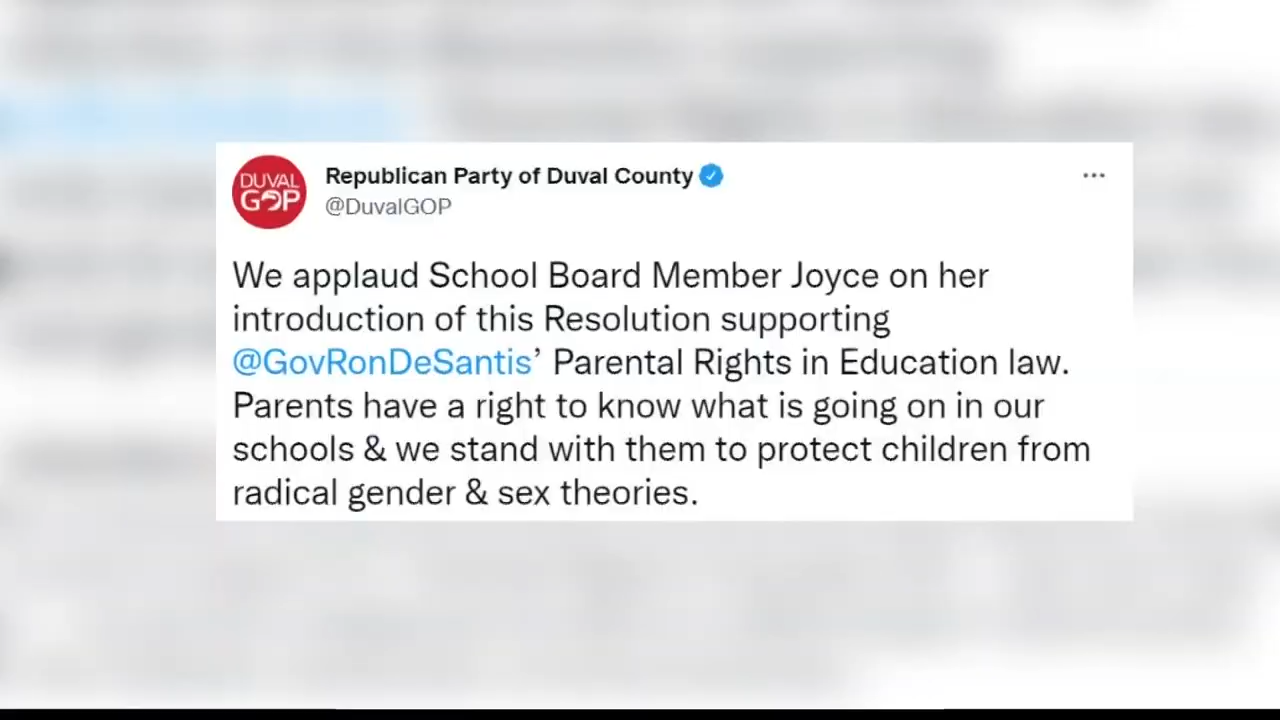 DUVAL
GOP
Republican Party of Duval County
@DuvalGOP
We applaud School Board Member Joyce on her
introduction of this Resolution supporting
@GovRonDeSantis’ Parental Rights in Education law.
Parents have a right to know what is going on in our
schools & we stand with them to protect children from
radical gender & sex theories.